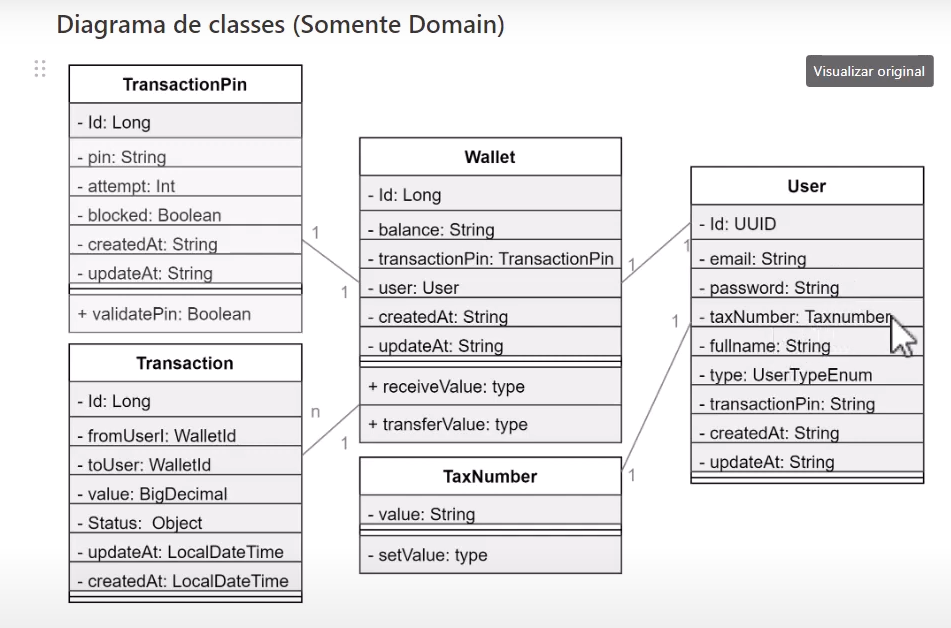 Diagrama de classes (Somente Domain)
Visualizar original
TransactionPin
- Id: Long
- pin: String
- attempt: Int
- blocked: Boolean
- createdAt: String
- updateAt: String
+ validatePin: Boolean
Transaction
- Id: Long
- fromUserI: WalletId
- toUser: WalletId
- value: BigDecimal
- Status:  Object
- updateAt: LocalDateTime
- createdAt: LocalDateTime
1
1
n
1
Wallet
- Id: Long
- balance: String
- transactionPin: TransactionPin
- user: User
- createdAt: String
- updateAt: String
+ receiveValue: type
+ transferValue: type
TaxNumber
- value: String
- setValue: type
1
1
1
1
User
- Id: UUID
- email: String
- password: String
- taxNumber: Taxnumber
- fullname: String
- type: UserTypeEnum
- transactionPin: String
- createdAt: String
- updateAt: String